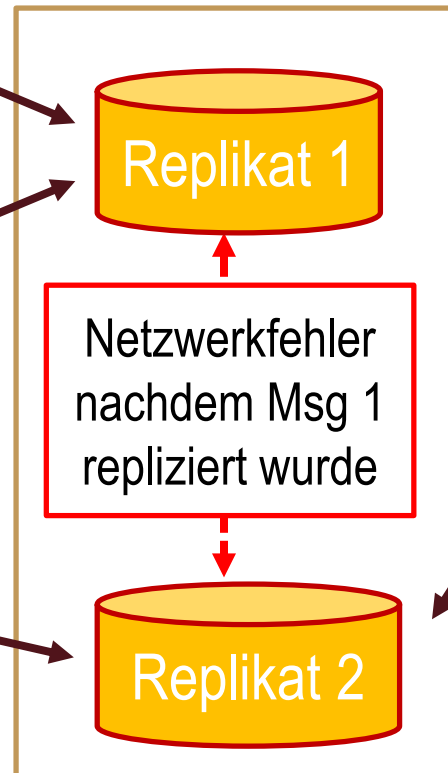 Replikat 1
Netzwerkfehler
nachdem Msg 1
repliziert wurde
Replikat 2